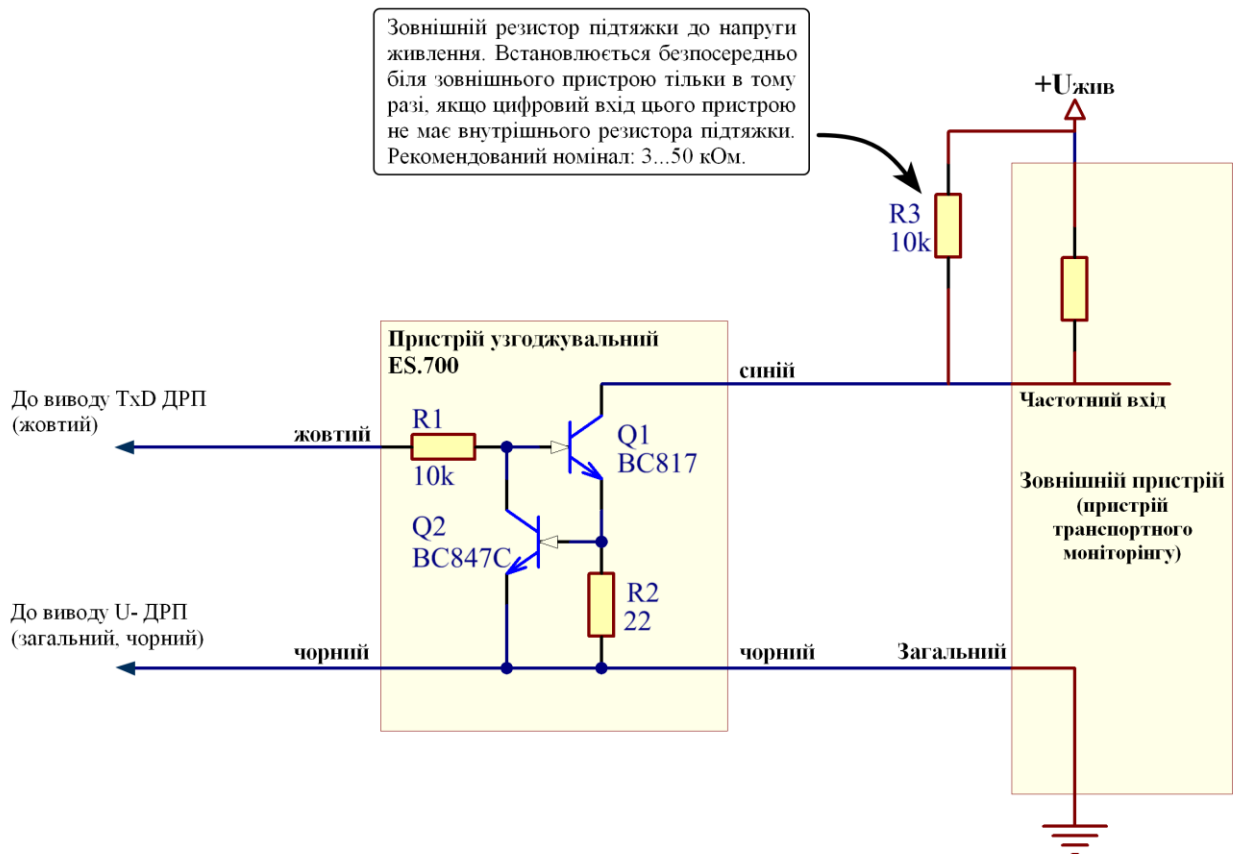 Зовнішній резистор підтяжки до напруги
живлення. Встановлюється безпосередньо
біля зовнішнього пристрою тільки в тому
разі, якщо цифровий вхід цього пристрою
не має внутрішнього резистора підтяжки.
Рекомендований номінал: 3...50 кОм.
+Uжив
R3
10k
Пристрій узгоджувальний
ES.700
синій
До виводу TxD ДРП
(жовтий)
жовтий
R1
10k
Q1
BC817
Частотний вхід
Зовнішній пристрій
(пристрій
транспортного
моніторінгу)
Q2
BC847C
R2
22
До виводу U- ДРП
(загальний, чорний)
чорний
чорний
Загальний